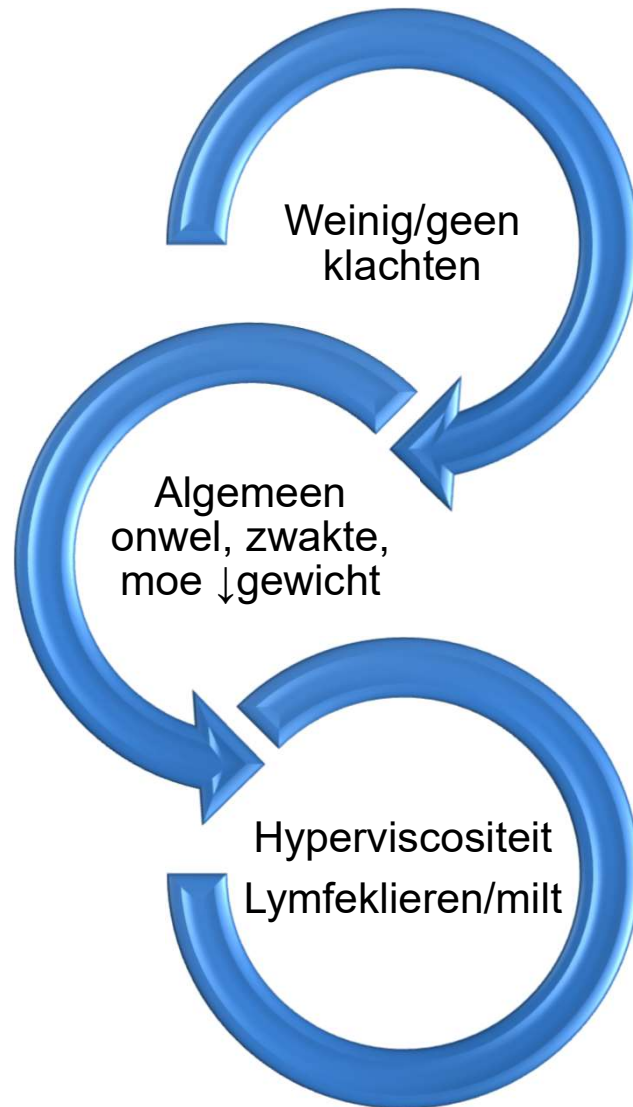 Weinig/geen
klachten
Algemeen
onwel, zwakte,
moe ↓gewicht
Hyperviscositeit
Lymfeklieren/milt